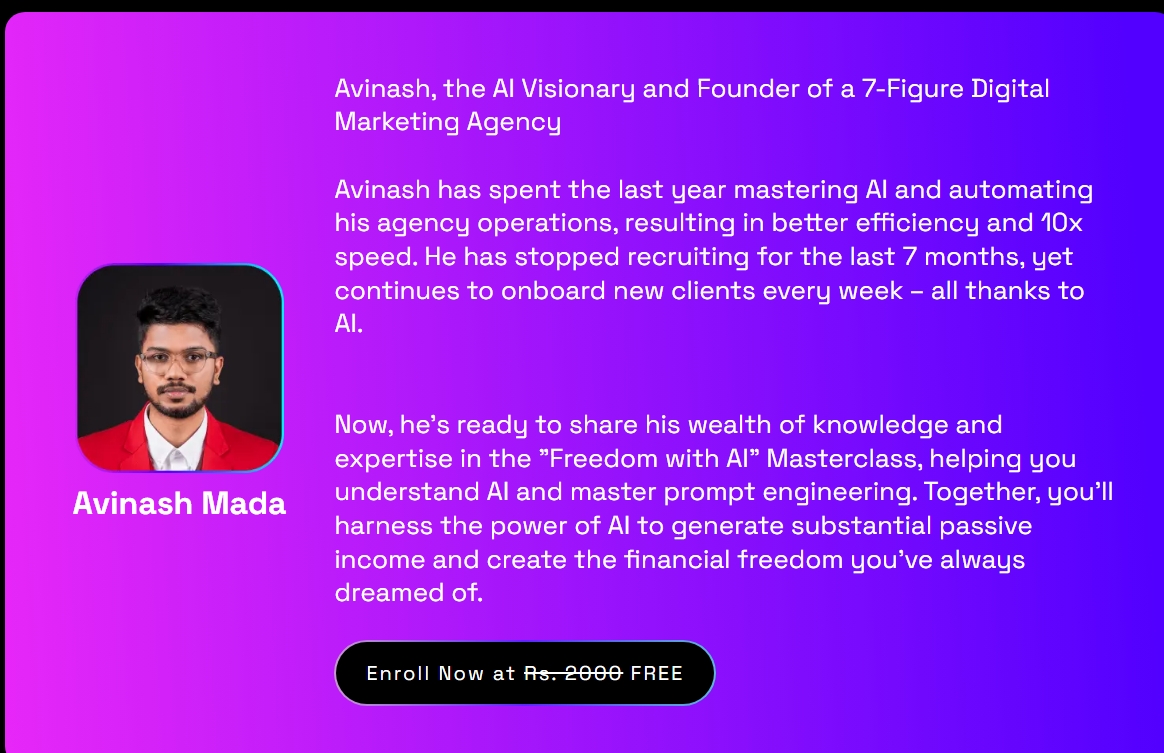 Avinash, the AI Visionary and Founder of a 7-Figure Digital
Marketing Agency
Avinash has spent the last year mastering AI and automating
his agency operations, resulting in better efficiency and 10x
speed. He has stopped recruiting for the last 7 months, yet
continues to onboard new clients every week – all thanks to
AI.
Now, he’s ready to share his wealth of knowledge and
expertise in the ”Freedom with AI” Masterclass, helping you
understand AI and master prompt engineering. Together, you’ll
harness the power of AI to generate substantial passive
income and create the financial freedom you’ve always
dreamed of.
Avinash Mada
Enroll Now at Rs. 2000 FREE